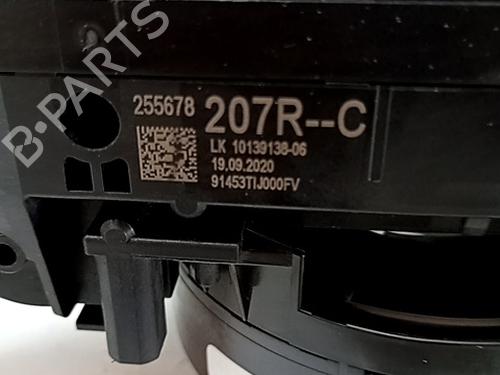 B-PARTS
255678 207R--C
LK 10139138-06
19.09.2020
91453TIJ000FV